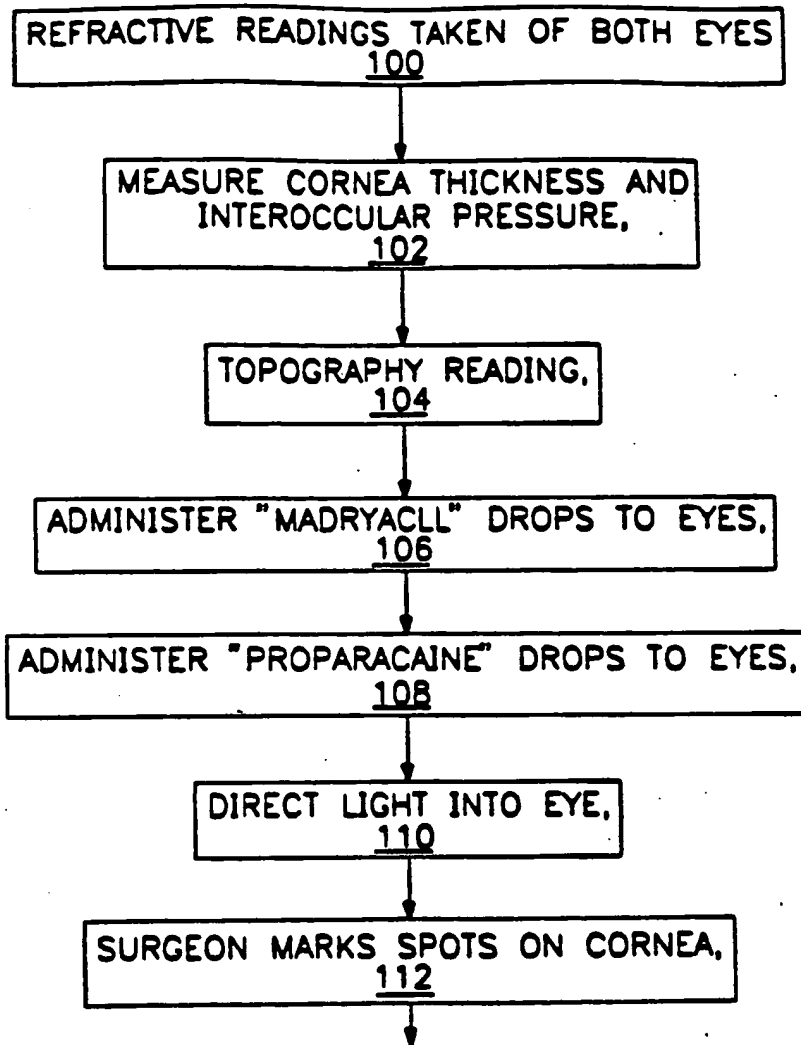 REFRACTIVE READINGS TAKEN OF BOTH EYES
100
MEASURE CORNEA THICKNESS AND
INTEROCCULAR PRESSURE,
102
TOPOGRAPHY READING,
104
ADMINISTER "MADRYACLL" DROPS TO EYES,
106
ADMINISTER "PROPARACAINE" DROPS TO EYES,
108
DIRECT LIGHT INTO EYE,
110
SURGEON MARKS SPOTS ON CORNEA,
112